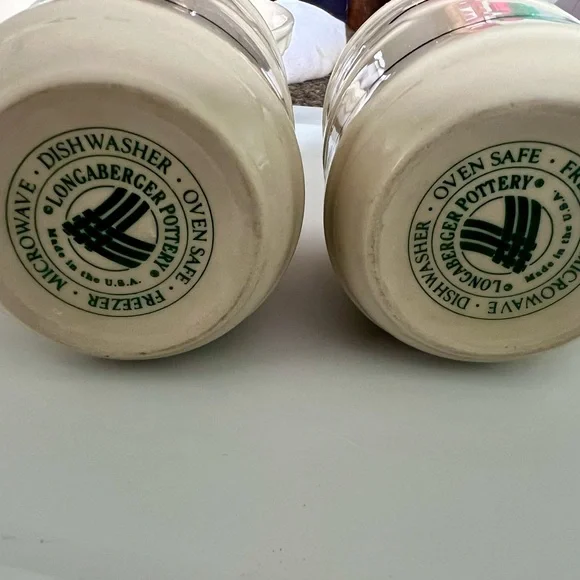 MICROWAVE · DISHWASHER · OVEN SAFE · FREEZER ·
©LONGABERGER POTTERY®
Made in the U.S.A.
MICROWAVE · DISHWASHER · OVEN SAFE ·
©LONGABERGER POTTERY®
Made in the U.S.A.